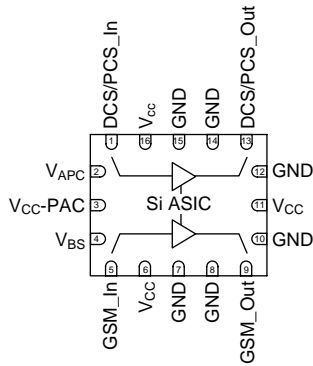 DCS/PCS_In
Vcc
GND
GND
DCS/PCS_Out
1
16
15
14
13
VAPC
2
12
GND
VCC-PAC
3
Si ASIC
11
VCC
VBS
4
10
GND
5
6
7
8
9
GSM_In
VCC
GND
GND
GSM_Out